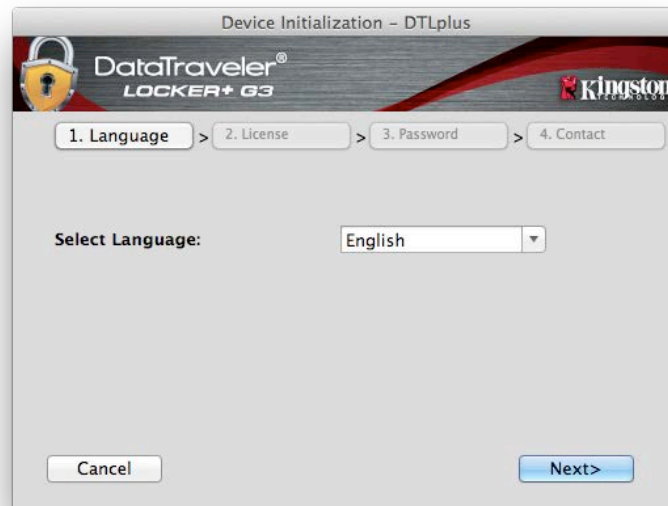 Device Initialization – DTLplus
DataTraveler®
LOCKER+ G3
Kingston
TECHNOLOGY
1. Language > 2. License > 3. Password > 4. Contact
Select Language: English
Cancel Next>